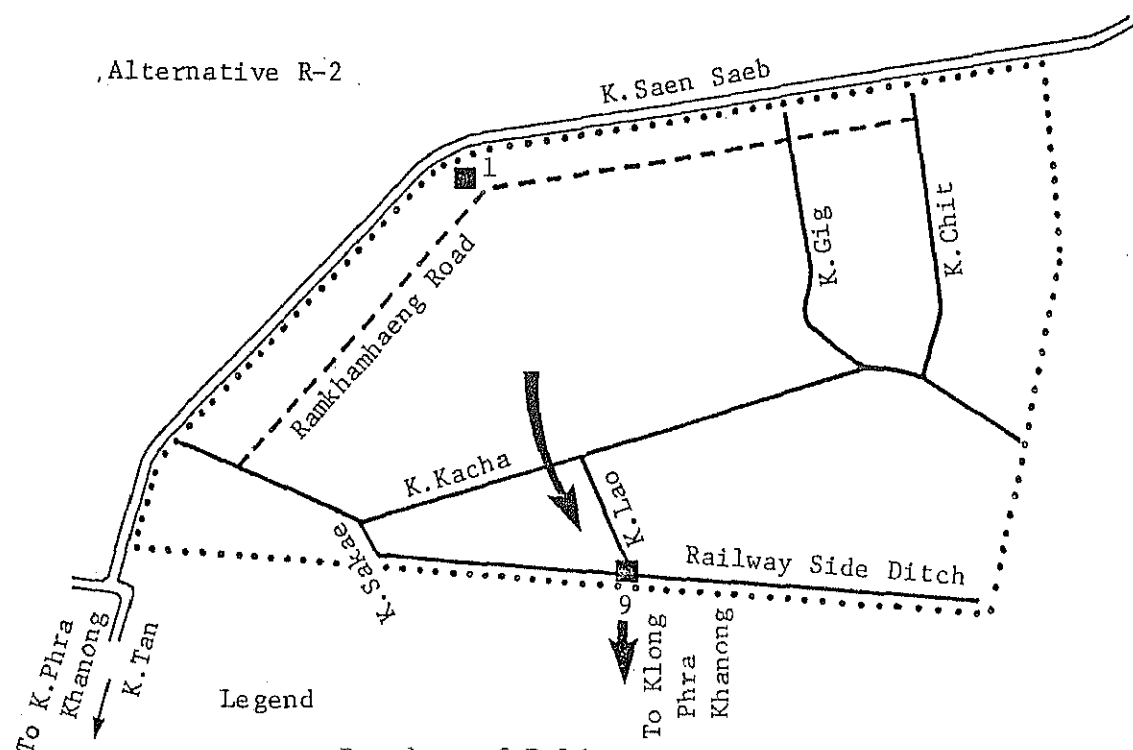 Alternative R-2
K.Saen Saeb
1
Ramkhamhaeng Road
K.Gig
K.Chit
K.Kacha
K.Lao
K.Sakae
Railway Side Ditch
9
To K.Phra
Khanong
K.Tan
To Klong
Phra
Khanong
Legend